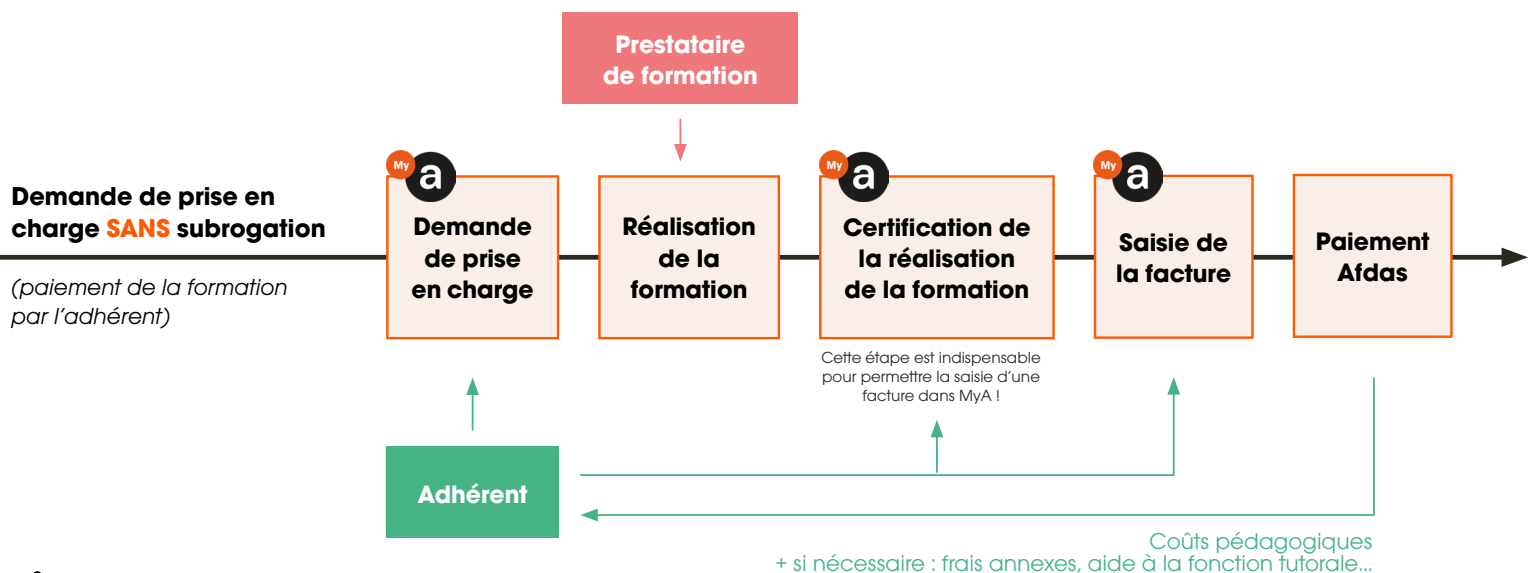 Prestataire
de formation
Demande de prise en
charge SANS subrogation
(paiement de la formation
par l'adhérent)
My a
Demande
de prise
en charge
Réalisation
de la
formation
My a
Certification de
la réalisation
de la formation
Cette étape est indispensable
pour permettre la saisie d'une
facture dans MyA !
My a
Saisie de
la facture
Paiement
Afdas
Adhérent
Coûts pédagogiques
+ si nécessaire : frais annexes, aide à la fonction tutorale...